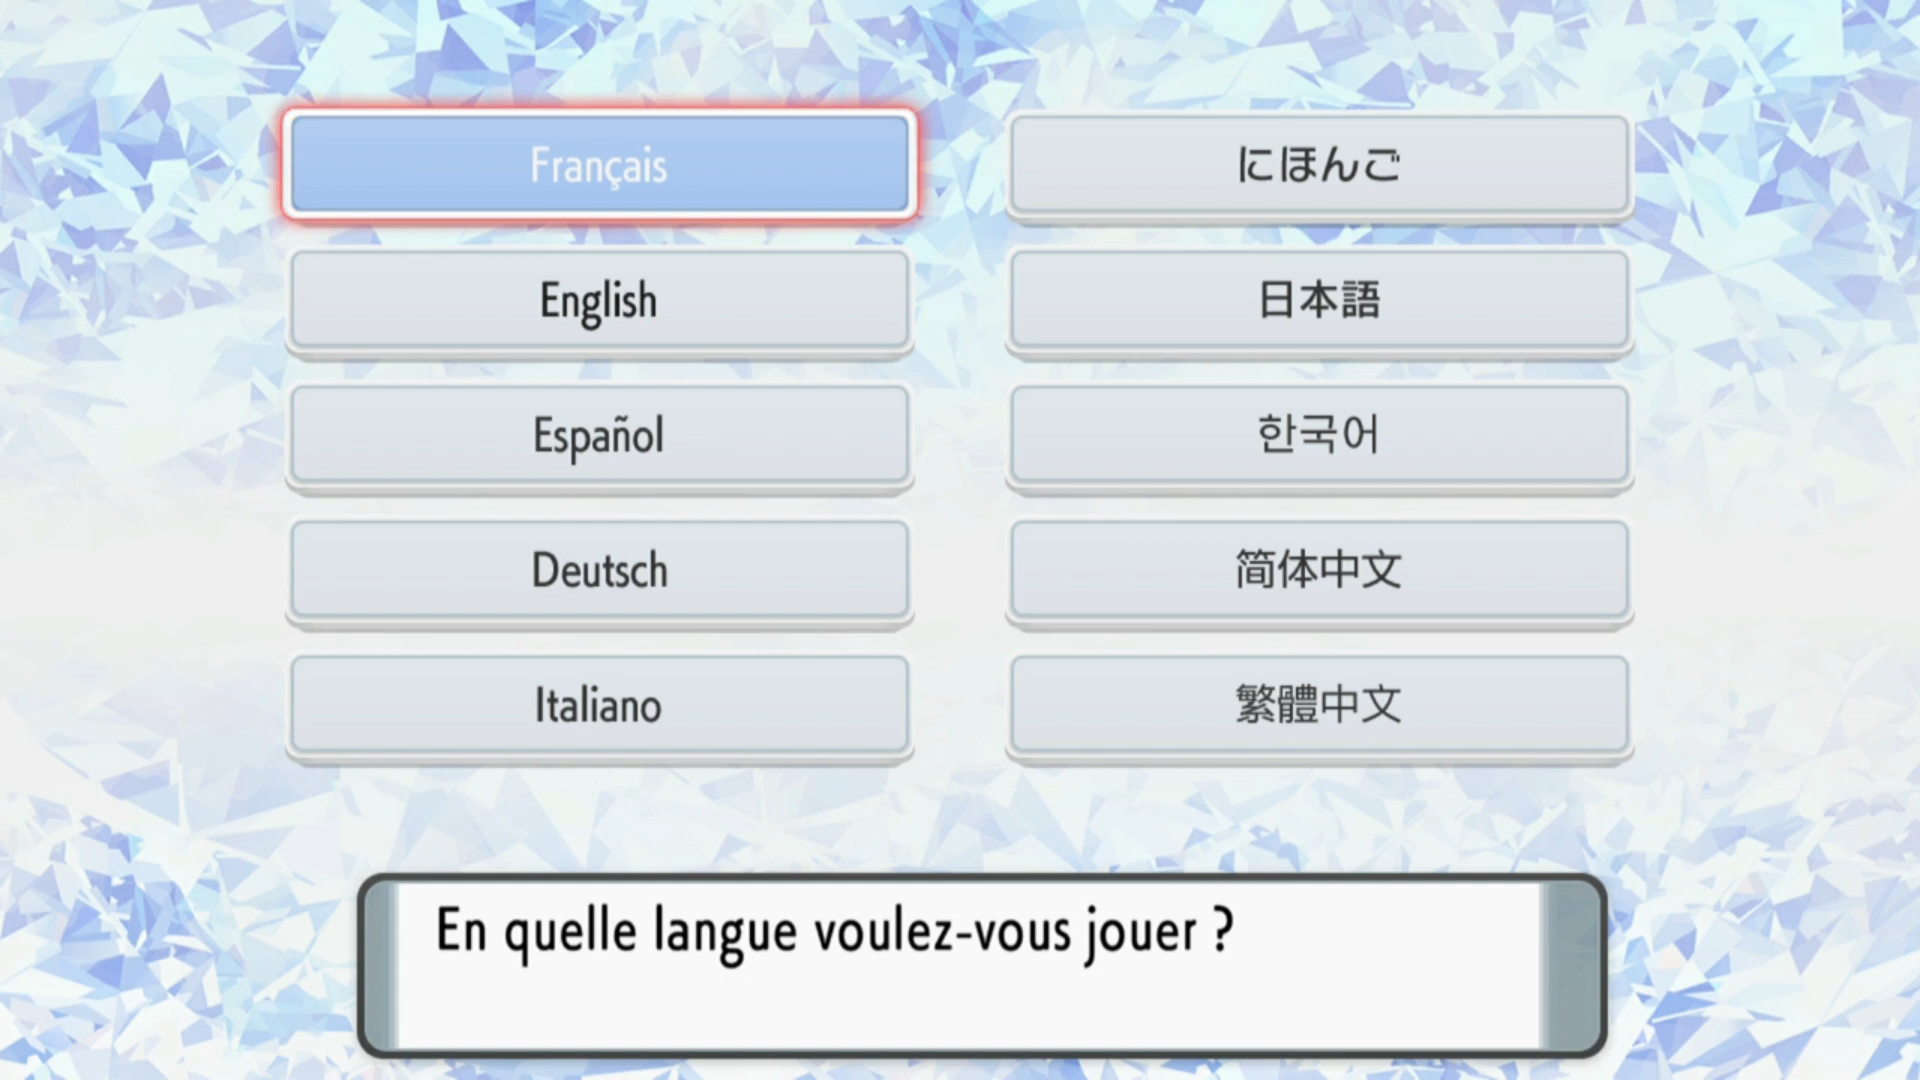 Français
にほんご
English
日本語
Español
한국어
Deutsch
简体中文
Italiano
繁體中文
En quelle langue voulez-vous jouer ?